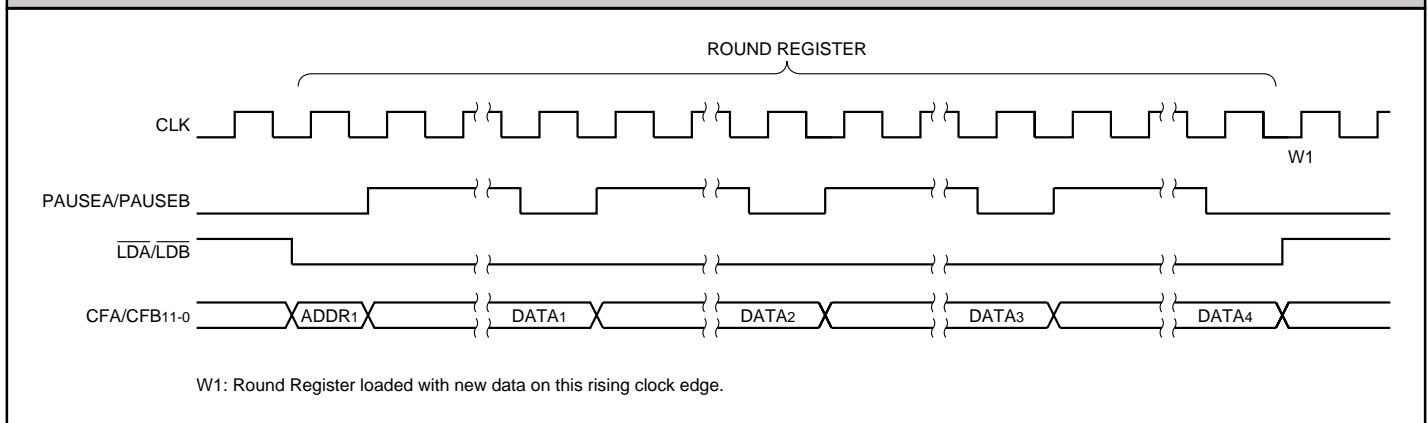 ROUND REGISTER
CLK
W1
PAUSEA/PAUSEB
LDA/LDB
CFA/CFB11-0
ADDR1
DATA1
DATA2
DATA3
DATA4
W1: Round Register loaded with new data on this rising clock edge.